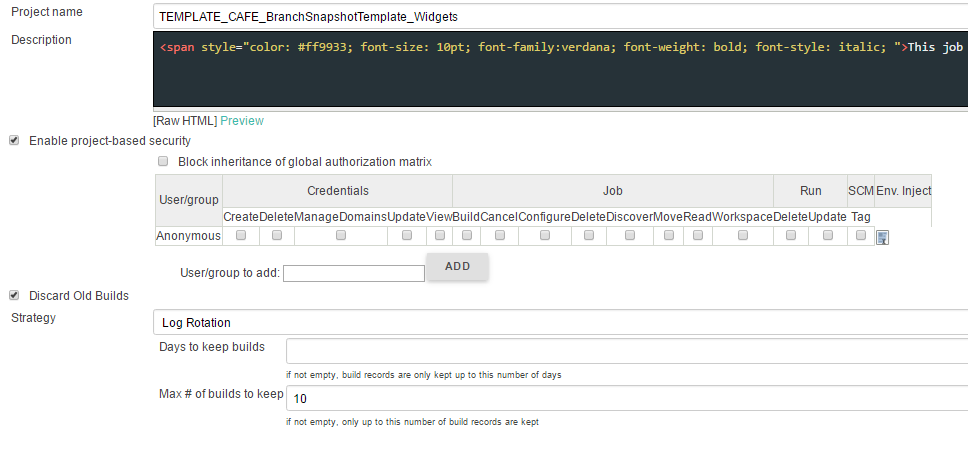 Project name TEMPLATE_CAFE_BranchSnapshotTemplate_Widgets
Description
<span style="color: #ff9933; font-size: 10pt; font-family:verdana; font-weight: bold; font-style: italic; ">This job
[Raw HTML] Preview
Enable project-based security
Block inheritance of global authorization matrix
User/group Credentials Job Run SCM Env. Inject
Create Delete ManageDomains Update View Build Cancel Configure Delete Discover Move Read Workspace Delete Update Tag
Anonymous
User/group to add: ADD
Discard Old Builds
Strategy Log Rotation
Days to keep builds
if not empty, build records are only kept up to this number of days
Max # of builds to keep 10
if not empty, only up to this number of build records are kept